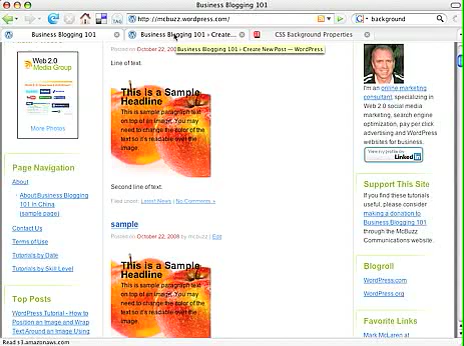 Business Blogging 101
http://mcbuzz.wordpress.com/
background
Business Blogging 101
Business Blogging 101 › Create...
CSS Background Properties
Business Blogging 101 › Create New Post — WordPress
Web 2.0
Media Group
More Photos
Page Navigation
About
About Business Blogging
101 in China
(sample page)
Contact Us
Terms of Use
Tutorials by Date
Tutorials by Skill Level
Top Posts
WordPress Tutorial - How to
Position an Image and Wrap
Text Around an Image Using
Posted on October 22, 200
Line of text.
This is a Sample
Headline
This is sample paragraph text
on top of an image. You may
need to change the color of the
text so it's readable over the
image.
Second line of text.
Filed under: Latest News | No Comments »
sample
Posted on October 22, 2008 by mcbuzz | Edit
This is a Sample
Headline
This is sample paragraph text
on top of an image. You may
need to change the color of the
text so it's readable over the
image.
I'm an online marketing
consultant specializing in
Web 2.0 social media
marketing, search engine
optimization, pay per click
advertising and WordPress
websites for business.
View my profile on
LinkedIn
Support This Site
If you find these tutorials
useful, please consider
making a donation to
Business Blogging 101
through the McBuzz
Communications website.
Blogroll
WordPress.com
WordPress.org
Favorite Links
Mark McLaren at
Read s3.amazonaws.com